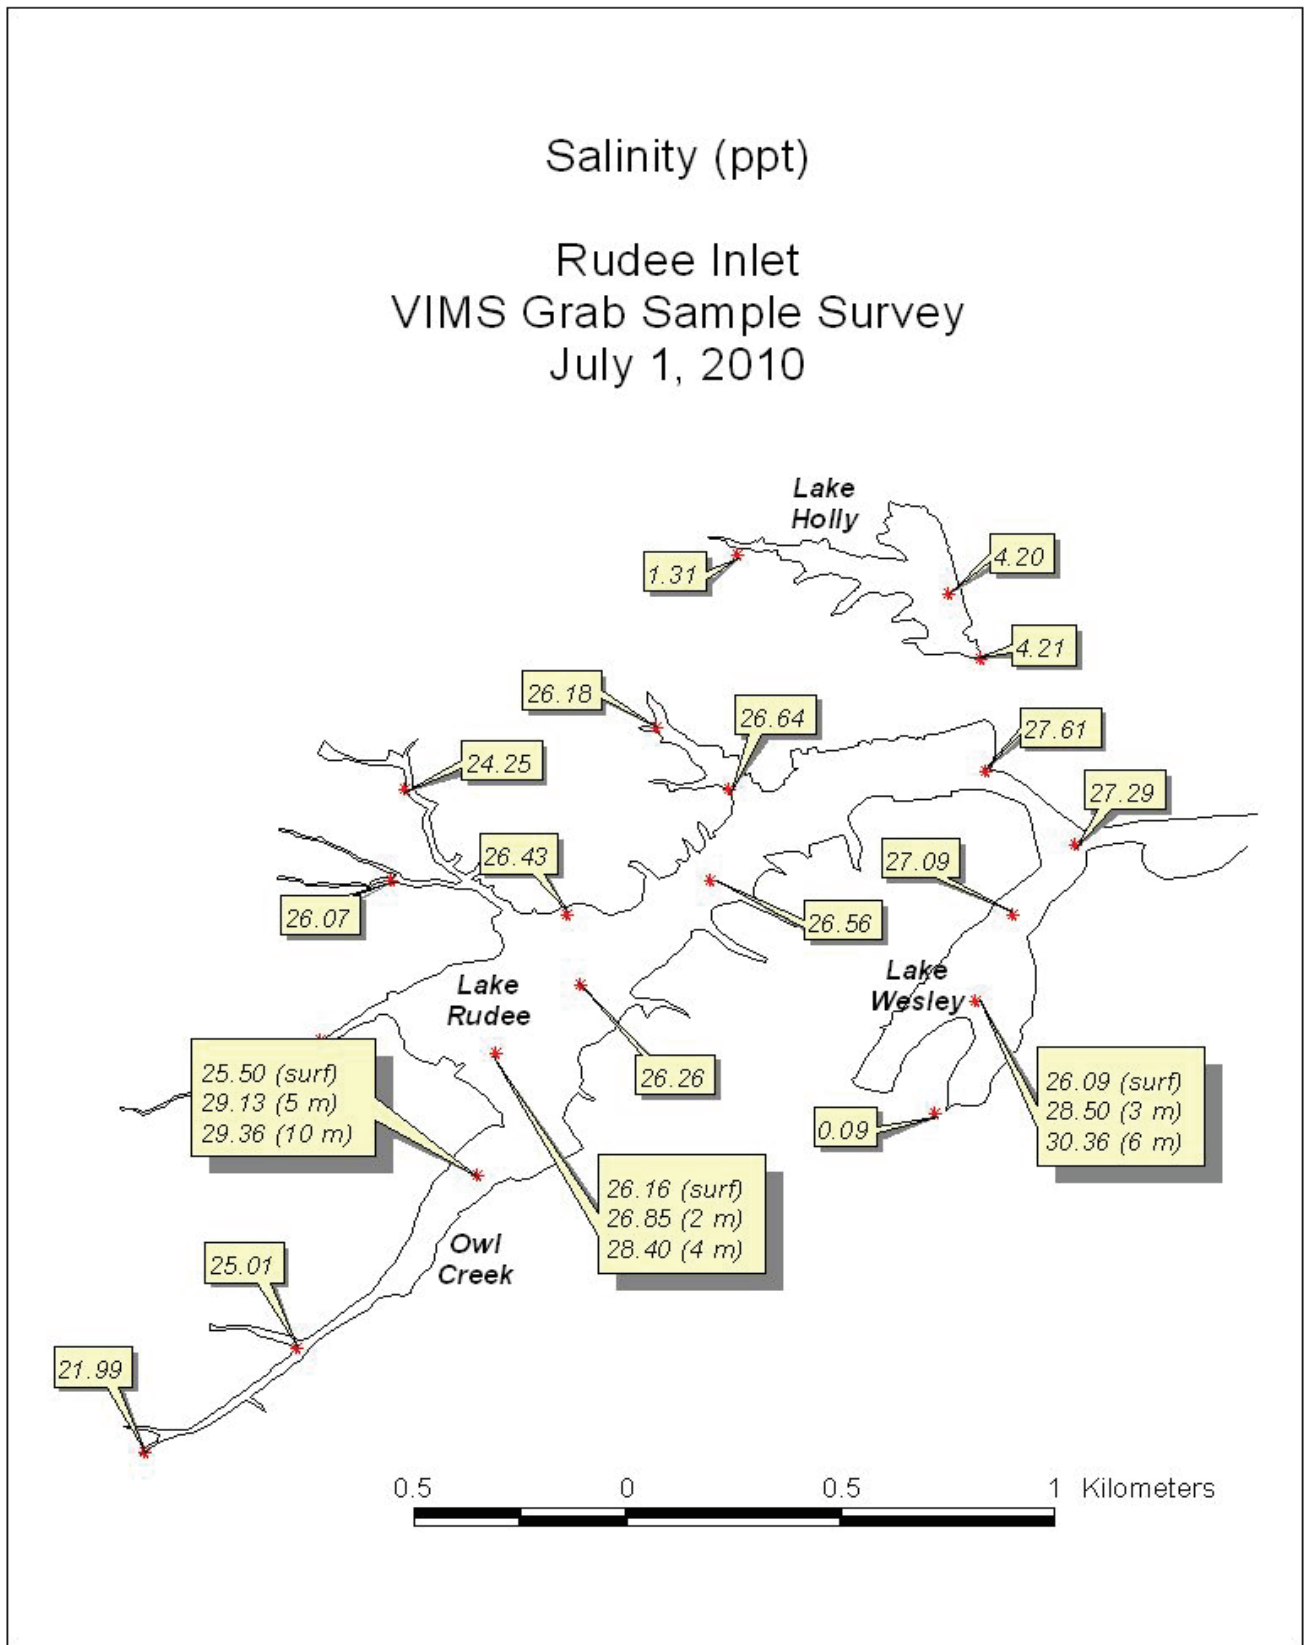 Salinity (ppt)
Rudee Inlet
VIMS Grab Sample Survey
July 1, 2010
Lake
Holly
1.31
4.20
4.21
26.18
26.64
27.61
24.25
27.29
26.43
27.09
26.07
26.56
Lake
Rudee
Lake
Wesley
26.26
25.50 (surf)
29.13 (5 m)
29.36 (10 m)
26.09 (surf)
28.50 (3 m)
30.36 (6 m)
0.09
26.16 (surf)
26.85 (2 m)
28.40 (4 m)
Owl
Creek
25.01
21.99
0.5 0 0.5 1 Kilometers